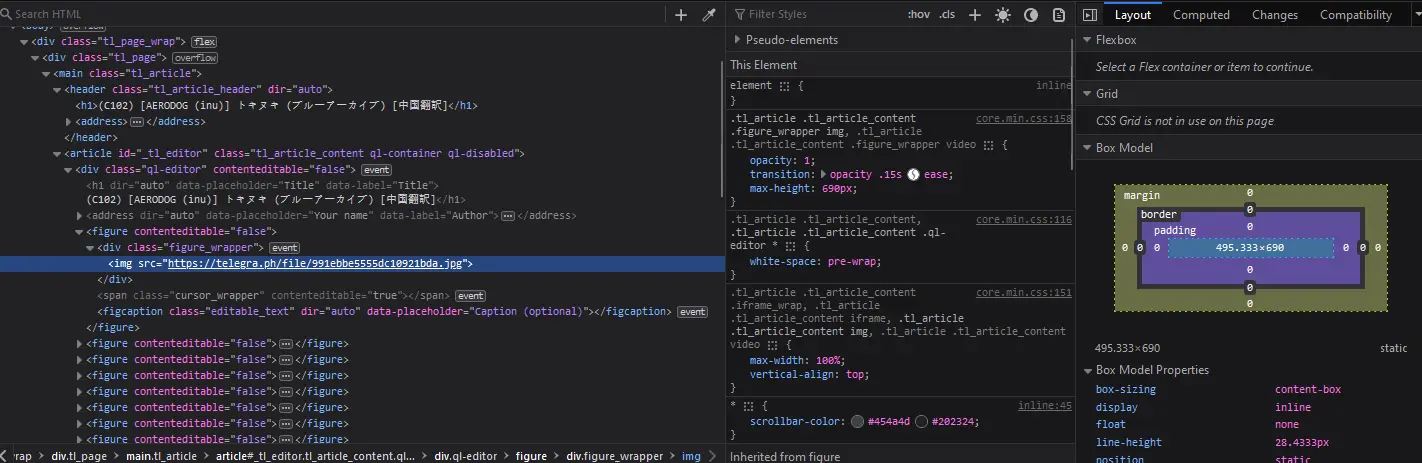 Search HTML
<body> overflow
<div class="tl_page_wrap"> flex
<div class="tl_page"> overflow
<main class="tl_article">
<header class="tl_article_header" dir="auto">
<h1>(C102) [AERODOG (inu)] トキヌキ (ブルーアーカイブ) [中国翻訳]</h1>
<address> ••• </address>
</header>
<article id="_tl_editor" class="tl_article_content ql-container ql-disabled">
<div class="ql-editor" contenteditable="false"> event
<h1 dir="auto" data-placeholder="Title" data-label="Title">
(C102) [AERODOG (inu)] トキヌキ (ブルーアーカイブ) [中国翻訳]</h1>
<address dir="auto" data-placeholder="Your name" data-label="Author"> ••• </address>
<figure contenteditable="false">
<div class="figure_wrapper"> event
<img src="https://telegra.ph/file/991ebbe5555dc10921bda.jpg">
</div>
<span class="cursor_wrapper" contenteditable="true"></span> event
<figcaption class="editable_text" dir="auto" data-placeholder="Caption (optional)"></figcaption> event
</figure>
<figure contenteditable="false"> ••• </figure>
<figure contenteditable="false"> ••• </figure>
<figure contenteditable="false"> ••• </figure>
<figure contenteditable="false"> ••• </figure>
<figure contenteditable="false"> ••• </figure>
<figure contenteditable="false"> ••• </figure>
<figure contenteditable="false"> ••• </figure>
wrap > div.tl_page > main.tl_article > article#_tl_editor.tl_article_content.ql... > div.ql-editor > figure > div.figure_wrapper > img
Filter Styles :hov .cls
Pseudo-elements
This Element
element { inline
}
.tl_article .tl_article_content core.min.css:158
.figure_wrapper img, .tl_article
.tl_article_content .figure_wrapper video {
opacity: 1;
transition: opacity .15s ease;
max-height: 690px;
}
.tl_article .tl_article_content, core.min.css:116
.tl_article .tl_article_content .ql-
editor * {
white-space: pre-wrap;
}
.tl_article .tl_article_content core.min.css:151
.iframe_wrap, .tl_article
.tl_article_content iframe, .tl_article
.tl_article_content img, .tl_article .tl_article_content
video {
max-width: 100%;
vertical-align: top;
}
* { inline:45
scrollbar-color: #454a4d #202324;
}
Inherited from figure
Layout Computed Changes Compatibility
Flexbox
Select a Flex container or item to continue.
Grid
CSS Grid is not in use on this page
Box Model
margin 0
border 0
padding 0
0 0 0 495.333×690 0 0 0
0
0
0
495.333×690 static
Box Model Properties
box-sizing content-box
display inline
float none
line-height 28.4333px
position static